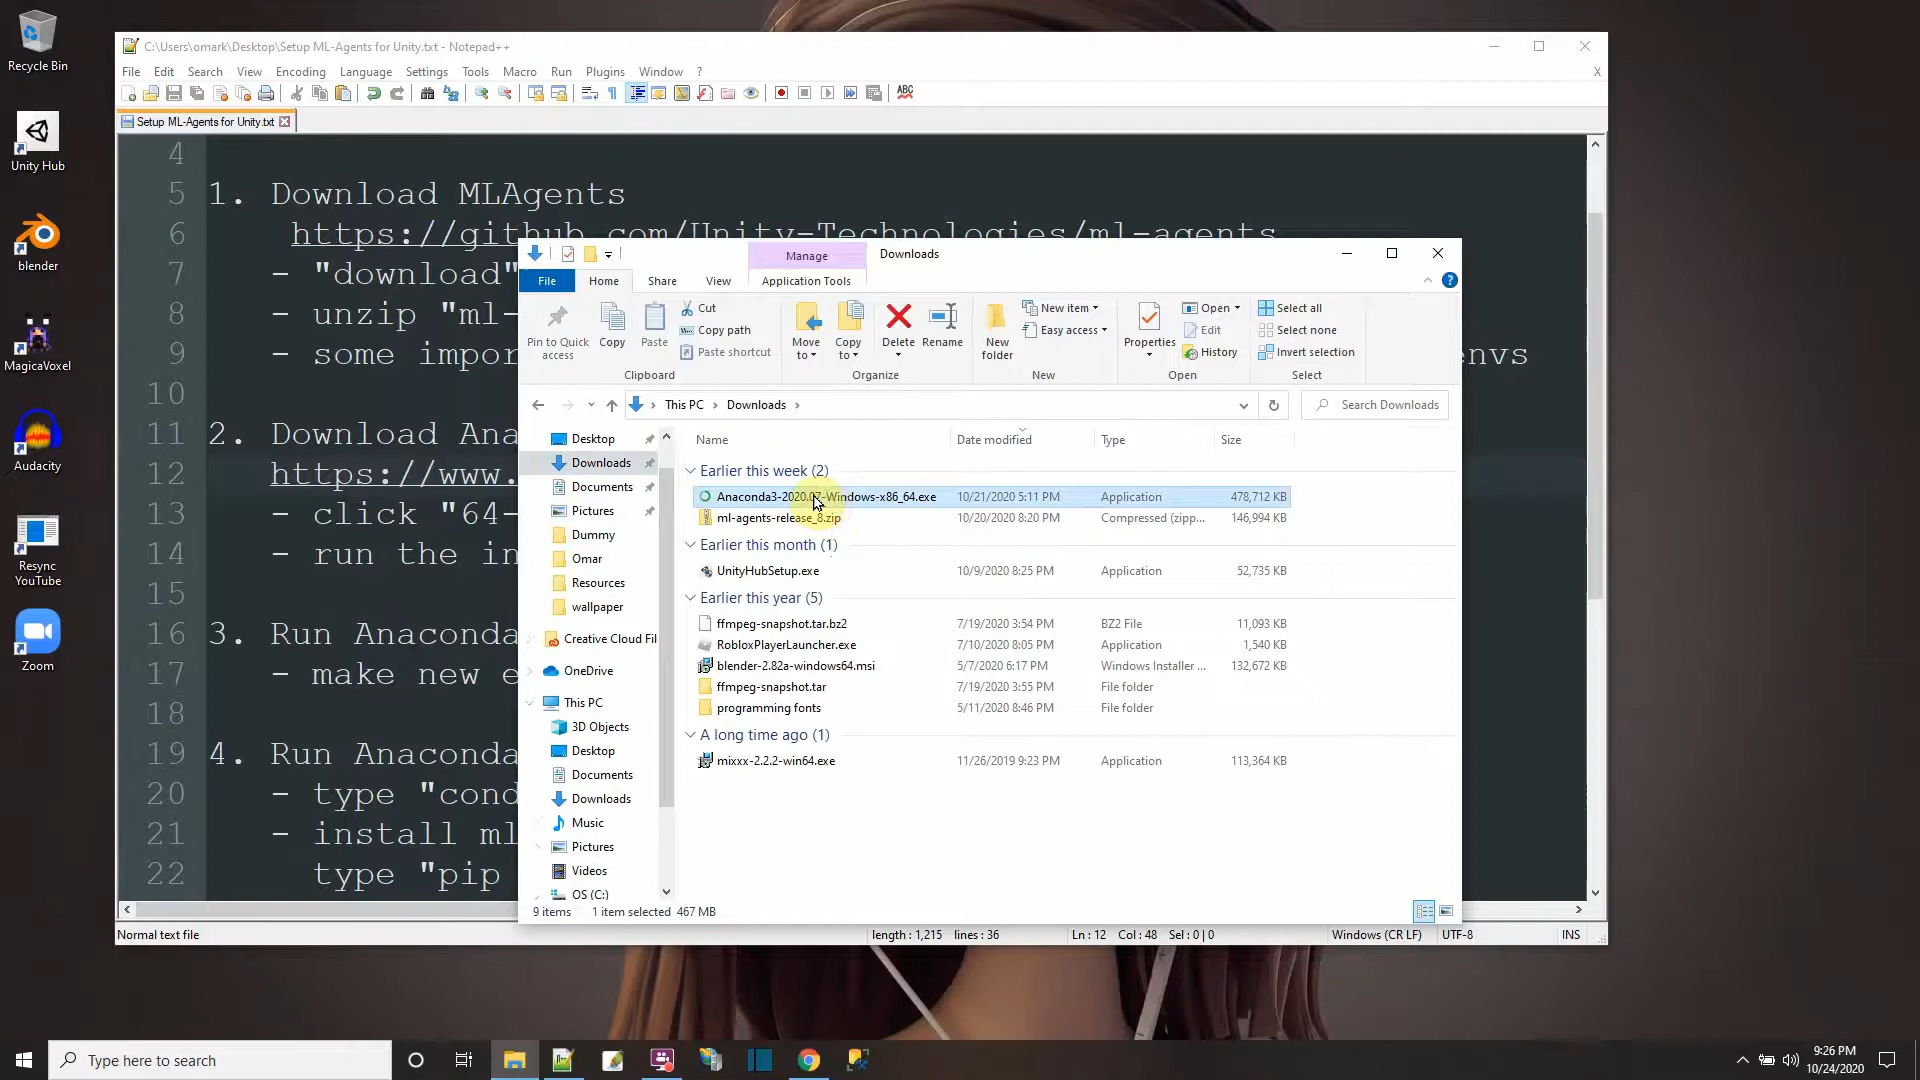 Recycle Bin
Unity Hub
blender
MagicaVoxel
Audacity
Resync
YouTube
Zoom
C:\Users\omark\Desktop\Setup ML-Agents for Unity.txt - Notepad++
File Edit Search View Encoding Language Settings Tools Macro Run Plugins Window ? X
ABC
Setup ML-Agents for Unity.txt
4
5 1. Download MLAgents
6 https://github.com/Unity-Technologies/ml-agents
7 - "download"
8 - unzip "ml-
9 - some impor envs
10
11 2. Download Ana
12 https://www.
13 - click "64-
14 - run the in
15
16 3. Run Anaconda
17 - make new e
18
19 4. Run Anaconda
20 - type "cond
21 - install ml
22 type "pip
Normal text file length : 1,215 lines : 36 Ln : 12 Col : 48 Sel : 0 | 0 Windows (CR LF) UTF-8 INS
Manage Downloads
File Home Share View Application Tools
Pin to Quick access
Copy
Paste
Cut
Copy path
Paste shortcut
Clipboard
Move to
Copy to
Delete
Rename
Organize
New folder
New item
Easy access
New
Properties
Open
Edit
History
Open
Select all
Select none
Invert selection
Select
This PC > Downloads >
Search Downloads
Desktop
Downloads
Documents
Pictures
Dummy
Omar
Resources
wallpaper
Creative Cloud Fil
OneDrive
This PC
3D Objects
Desktop
Documents
Downloads
Music
Pictures
Videos
OS (C:)
Name Date modified Type Size
Earlier this week (2)
Anaconda3-2020.07-Windows-x86_64.exe 10/21/2020 5:11 PM Application 478,712 KB
ml-agents-release_8.zip 10/20/2020 8:20 PM Compressed (zipp... 146,994 KB
Earlier this month (1)
UnityHubSetup.exe 10/9/2020 8:25 PM Application 52,735 KB
Earlier this year (5)
ffmpeg-snapshot.tar.bz2 7/19/2020 3:54 PM BZ2 File 11,093 KB
RobloxPlayerLauncher.exe 7/10/2020 8:05 PM Application 1,540 KB
blender-2.82a-windows64.msi 5/7/2020 6:17 PM Windows Installer ... 132,672 KB
ffmpeg-snapshot.tar 7/19/2020 3:55 PM File folder
programming fonts 5/11/2020 8:46 PM File folder
A long time ago (1)
mixxx-2.2.2-win64.exe 11/26/2019 9:23 PM Application 113,364 KB
9 items 1 item selected 467 MB
Type here to search
9:26 PM
10/24/2020